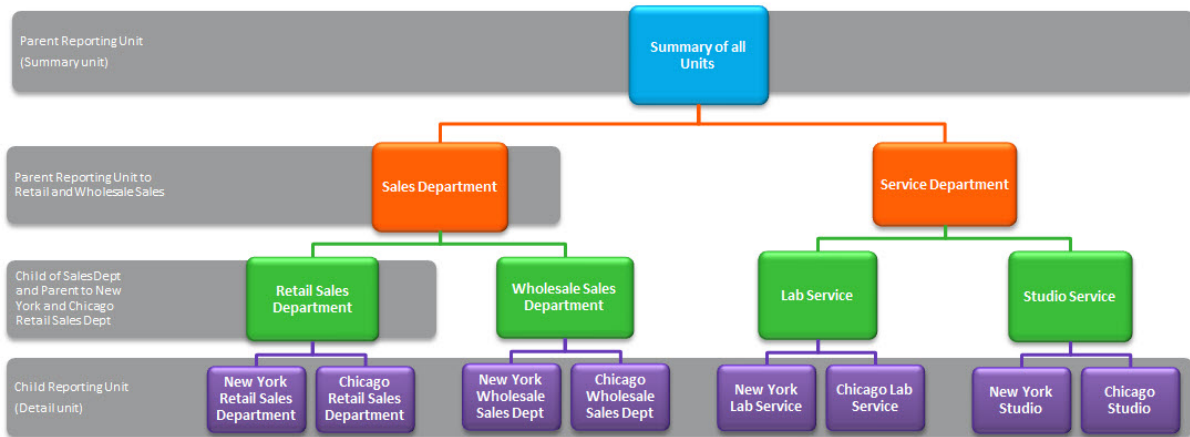 Parent Reporting Unit
(Summary unit)
Summary of all
Units
Parent Reporting Unit to
Retail and Wholesale Sales
Sales Department
Service Department
Child of Sales Dept
and Parent to New
York and Chicago
Retail Sales Dept
Retail Sales
Department
Wholesale Sales
Department
Lab Service
Studio Service
Child Reporting Unit
(Detail unit)
New York
Retail Sales
Department
Chicago
Retail Sales
Department
New York
Wholesale
Sales Dept
Chicago
Wholesale
Sales Dept
New York
Lab Service
Chicago Lab
Service
New York
Studio
Chicago
Studio